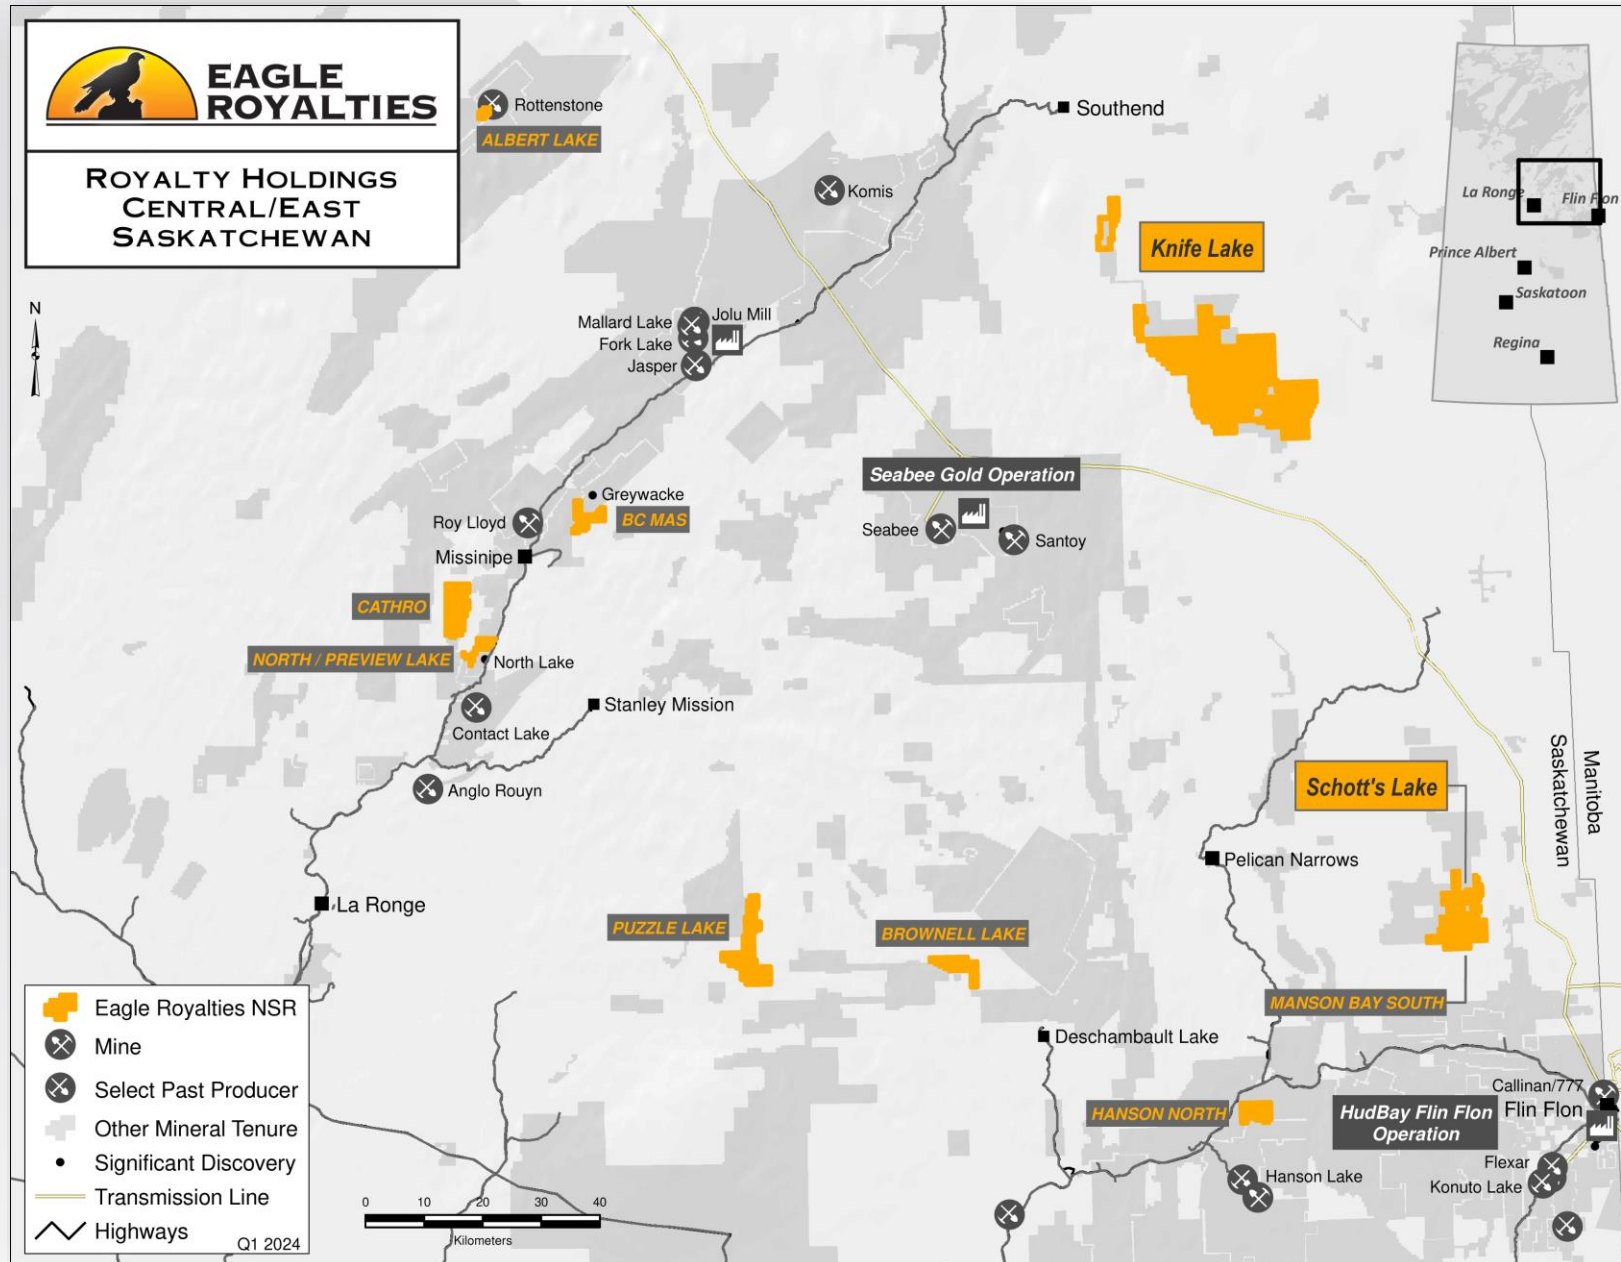 EAGLE
ROYALTIES
ROYALTY HOLDINGS
CENTRAL/EAST
SASKATCHEWAN
Rottenstone
ALBERT LAKE
Southend
Komis
Knife Lake
La Ronge
Flin Flon
Prince Albert
Saskatoon
Regina
N
Mallard Lake
Jolu Mill
Fork Lake
Jasper
Seabee Gold Operation
Seabee
Santoy
Greywacke
BC MAS
Roy Lloyd
Missinipe
CATHRO
NORTH / PREVIEW LAKE
North Lake
Stanley Mission
Contact Lake
Anglo Rouyn
Schott's Lake
Saskatchewan
Manitoba
Pelican Narrows
La Ronge
PUZZLE LAKE
BROWNELL LAKE
MANSON BAY SOUTH
Deschambault Lake
HANSON NORTH
HudBay Flin Flon
Operation
Callinan/777
Flin Flon
Hanson Lake
Flexar
Konuto Lake
Eagle Royalties NSR
Mine
Select Past Producer
Other Mineral Tenure
Significant Discovery
Transmission Line
Highways
Q1 2024
0 10 20 30 40
Kilometers